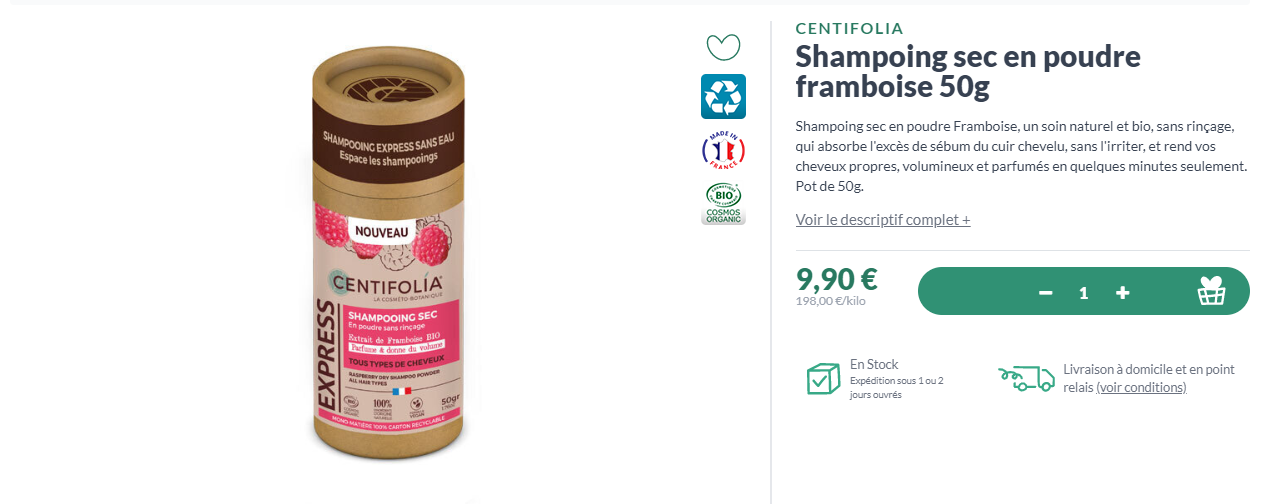 SHAMPOOING EXPRESS SANS EAU
Espace les shampooings
NOUVEAU
CENTIFOLIA
LA COSMÉTO-BOTANIQUE
EXPRESS
SHAMPOOING SEC
En poudre sans rinçage
Extrait de Framboise BIO
Parfume & donne du volume
TOUS TYPES DE CHEVEUX
RASPBERRY DRY SHAMPOO POWDER
ALL HAIR TYPES
BIO
COSMOS
ORGANIC
100%
VEGAN
50gr
MONO-MATIÈRE 100% CARTON RECYCLABLE
MADE IN
FRANCE
BIO
COSMOS
ORGANIC
CENTIFOLIA
Shampoing sec en poudre
framboise 50g
Shampoing sec en poudre Framboise, un soin naturel et bio, sans rinçage,
qui absorbe l'excès de sébum du cuir chevelu, sans l'irriter, et rend vos
cheveux propres, volumineux et parfumés en quelques minutes seulement.
Pot de 50g.
Voir le descriptif complet +
9,90 €
198,00 €/kilo
− 1 +
En Stock
Expédition sous 1 ou 2
jours ouvrés
Livraison à domicile et en point
relais (voir conditions)